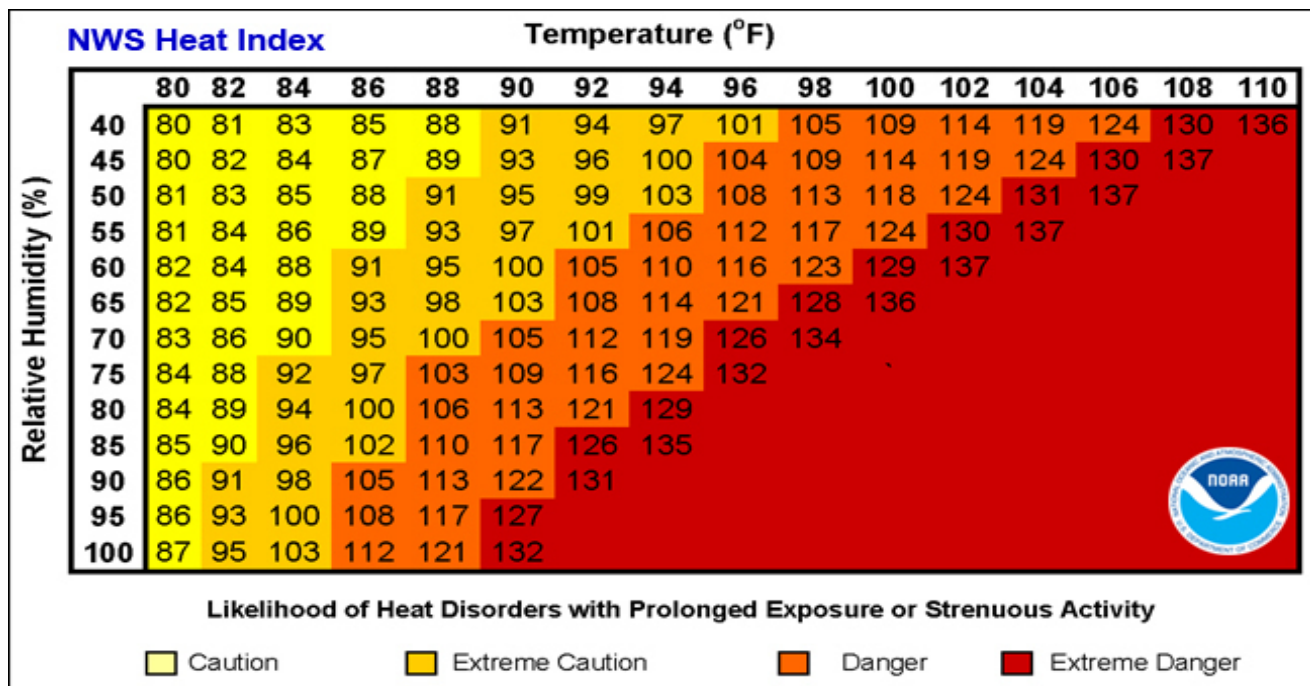 NWS Heat Index
Temperature (°F)
80 82 84 86 88 90 92 94 96 98 100 102 104 106 108 110
Relative Humidity (%)
40 80 81 83 85 88 91 94 97 101 105 109 114 119 124 130 136
45 80 82 84 87 89 93 96 100 104 109 114 119 124 130 137
50 81 83 85 88 91 95 99 103 108 113 118 124 131 137
55 81 84 86 89 93 97 101 106 112 117 124 130 137
60 82 84 88 91 95 100 105 110 116 123 129 137
65 82 85 89 93 98 103 108 114 121 128 136
70 83 86 90 95 100 105 112 119 126 134
75 84 88 92 97 103 109 116 124 132
80 84 89 94 100 106 113 121 129
85 85 90 96 102 110 117 126 135
90 86 91 98 105 113 122 131
95 86 93 100 108 117 127
100 87 95 103 112 121 132
NATIONAL OCEANIC AND ATMOSPHERIC ADMINISTRATION
NOAA
U.S. DEPARTMENT OF COMMERCE
Likelihood of Heat Disorders with Prolonged Exposure or Strenuous Activity
Caution Extreme Caution Danger Extreme Danger